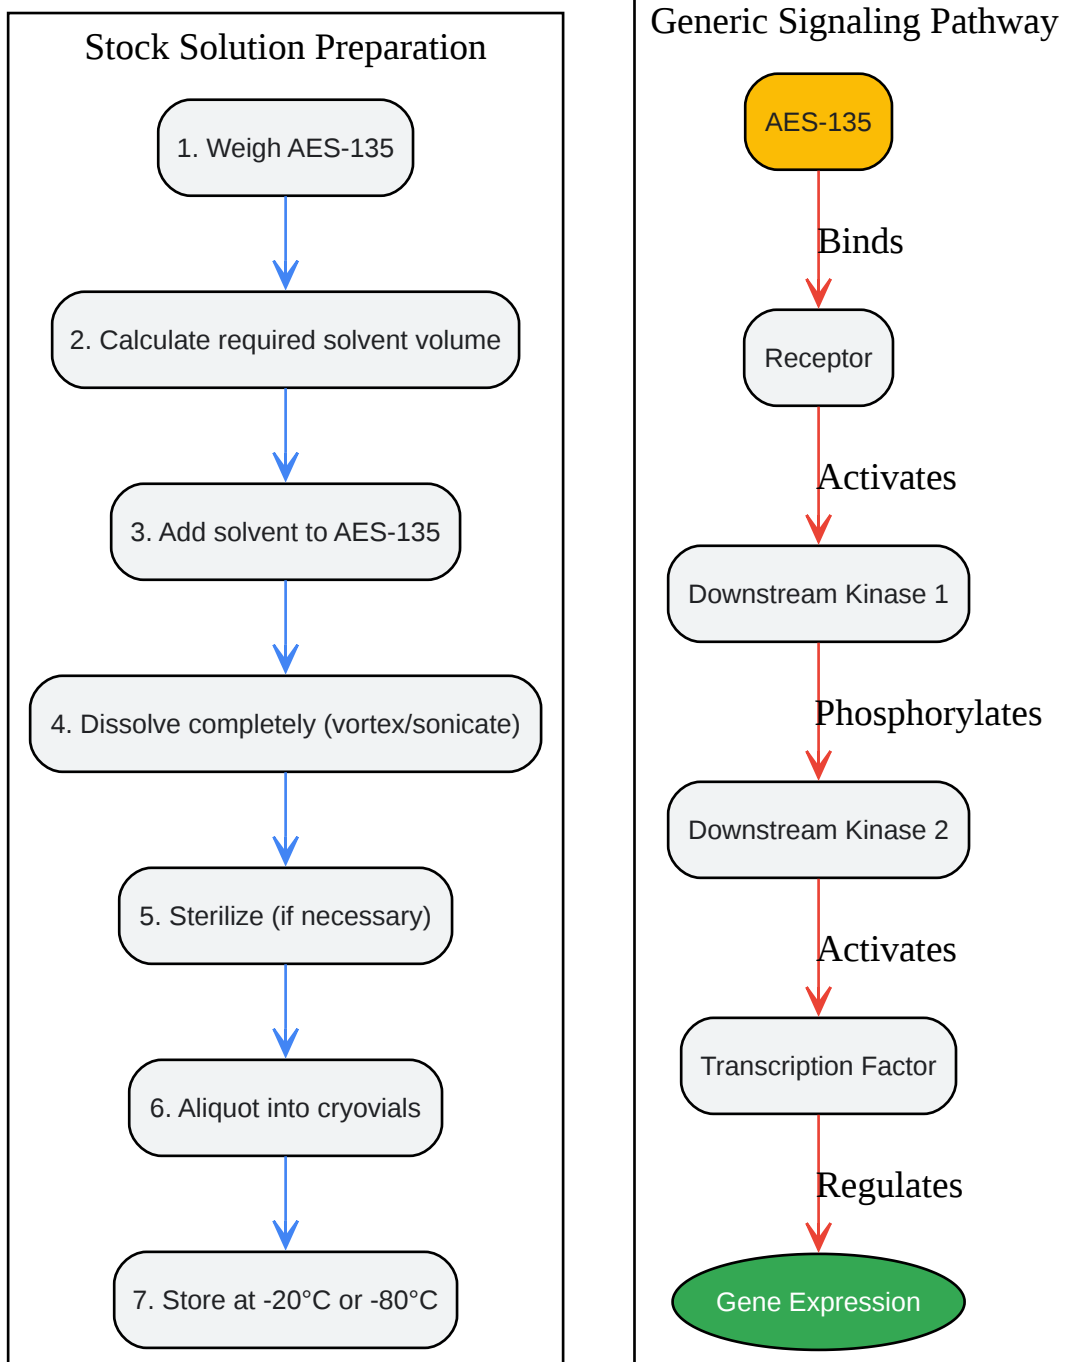 Stock Solution Preparation
1. Weigh AES-135
2. Calculate required solvent volume
3. Add solvent to AES-135
4. Dissolve completely (vortex/sonicate)
5. Sterilize (if necessary)
6. Aliquot into cryovials
7. Store at -20°C or -80°C
Generic Signaling Pathway
AES-135
Binds
Receptor
Activates
Downstream Kinase 1
Phosphorylates
Downstream Kinase 2
Activates
Transcription Factor
Regulates
Gene Expression